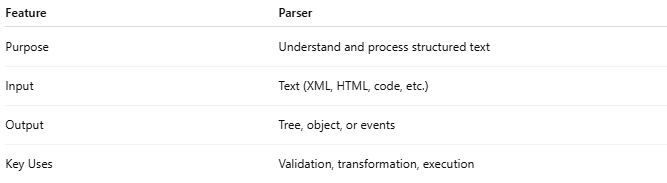 Feature Parser
Purpose Understand and process structured text
Input Text (XML, HTML, code, etc.)
Output Tree, object, or events
Key Uses Validation, transformation, execution